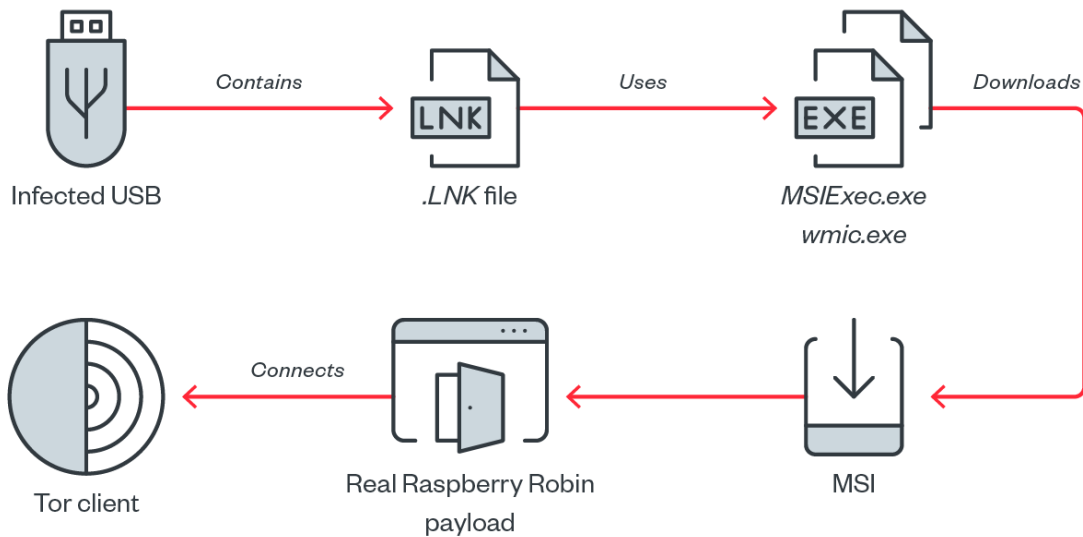 Contains
Uses
Downloads
LNK
EXE
Infected USB
.LNK file
MSIExec.exe
wmic.exe
Connects
Real Raspberry Robin
payload
MSI
Tor client